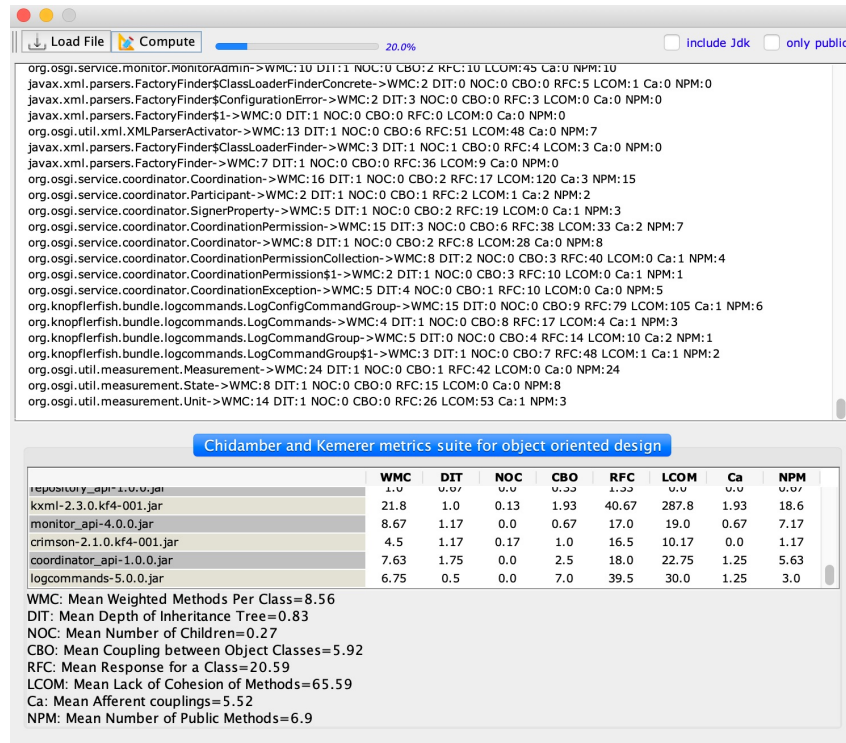 Load File Compute 20.0% include Jdk only public
org.osgi.service.monitor.MonitorAdmin->WMC:10 DIT:1 NOC:0 CBO:2 RFC:10 LCOM:45 Ca:0 NPM:10
javax.xml.parsers.FactoryFinder$ClassLoaderFinderConcrete->WMC:2 DIT:0 NOC:0 CBO:0 RFC:5 LCOM:1 Ca:0 NPM:0
javax.xml.parsers.FactoryFinder$ConfigurationError->WMC:2 DIT:3 NOC:0 CBO:0 RFC:3 LCOM:0 Ca:0 NPM:0
javax.xml.parsers.FactoryFinder$1->WMC:0 DIT:1 NOC:0 CBO:0 RFC:0 LCOM:0 Ca:0 NPM:0
org.osgi.util.xml.XMLParserActivator->WMC:13 DIT:1 NOC:0 CBO:6 RFC:51 LCOM:48 Ca:0 NPM:7
javax.xml.parsers.FactoryFinder$ClassLoaderFinder->WMC:3 DIT:1 NOC:1 CBO:0 RFC:4 LCOM:3 Ca:0 NPM:0
javax.xml.parsers.FactoryFinder->WMC:7 DIT:1 NOC:0 CBO:0 RFC:36 LCOM:9 Ca:0 NPM:0
org.osgi.service.coordinator.Coordination->WMC:16 DIT:1 NOC:0 CBO:2 RFC:17 LCOM:120 Ca:3 NPM:15
org.osgi.service.coordinator.Participant->WMC:2 DIT:1 NOC:0 CBO:1 RFC:2 LCOM:1 Ca:2 NPM:2
org.osgi.service.coordinator.SignerProperty->WMC:5 DIT:1 NOC:0 CBO:2 RFC:19 LCOM:0 Ca:1 NPM:3
org.osgi.service.coordinator.CoordinationPermission->WMC:15 DIT:3 NOC:0 CBO:6 RFC:38 LCOM:33 Ca:2 NPM:7
org.osgi.service.coordinator.Coordinator->WMC:8 DIT:1 NOC:0 CBO:2 RFC:8 LCOM:28 Ca:0 NPM:8
org.osgi.service.coordinator.CoordinationPermissionCollection->WMC:8 DIT:2 NOC:0 CBO:3 RFC:40 LCOM:0 Ca:1 NPM:4
org.osgi.service.coordinator.CoordinationPermission$1->WMC:2 DIT:1 NOC:0 CBO:3 RFC:10 LCOM:0 Ca:1 NPM:1
org.osgi.service.coordinator.CoordinationException->WMC:5 DIT:4 NOC:0 CBO:1 RFC:10 LCOM:0 Ca:0 NPM:5
org.knopflerfish.bundle.logcommands.LogConfigCommandGroup->WMC:15 DIT:0 NOC:0 CBO:9 RFC:79 LCOM:105 Ca:1 NPM:6
org.knopflerfish.bundle.logcommands.LogCommands->WMC:4 DIT:1 NOC:0 CBO:8 RFC:17 LCOM:4 Ca:1 NPM:3
org.knopflerfish.bundle.logcommands.LogCommandGroup->WMC:5 DIT:0 NOC:0 CBO:4 RFC:14 LCOM:10 Ca:2 NPM:1
org.knopflerfish.bundle.logcommands.LogCommandGroup$1->WMC:3 DIT:1 NOC:0 CBO:7 RFC:48 LCOM:1 Ca:1 NPM:2
org.osgi.util.measurement.Measurement->WMC:24 DIT:1 NOC:0 CBO:1 RFC:42 LCOM:0 Ca:0 NPM:24
org.osgi.util.measurement.State->WMC:8 DIT:1 NOC:0 CBO:0 RFC:15 LCOM:0 Ca:0 NPM:8
org.osgi.util.measurement.Unit->WMC:14 DIT:1 NOC:0 CBO:0 RFC:26 LCOM:53 Ca:1 NPM:3
Chidamber and Kemerer metrics suite for object oriented design
WMC DIT NOC CBO RFC LCOM Ca NPM
repository_api-1.0.0.jar 1.0 0.67 0.0 0.33 1.33 0.0 0.0 0.67
kxml-2.3.0.kf4-001.jar 21.8 1.0 0.13 1.93 40.67 287.8 1.93 18.6
monitor_api-4.0.0.jar 8.67 1.17 0.0 0.67 17.0 19.0 0.67 7.17
crimson-2.1.0.kf4-001.jar 4.5 1.17 0.17 1.0 16.5 10.17 0.0 1.17
coordinator_api-1.0.0.jar 7.63 1.75 0.0 2.5 18.0 22.75 1.25 5.63
logcommands-5.0.0.jar 6.75 0.5 0.0 7.0 39.5 30.0 1.25 3.0
WMC: Mean Weighted Methods Per Class=8.56
DIT: Mean Depth of Inheritance Tree=0.83
NOC: Mean Number of Children=0.27
CBO: Mean Coupling between Object Classes=5.92
RFC: Mean Response for a Class=20.59
LCOM: Mean Lack of Cohesion of Methods=65.59
Ca: Mean Afferent couplings=5.52
NPM: Mean Number of Public Methods=6.9